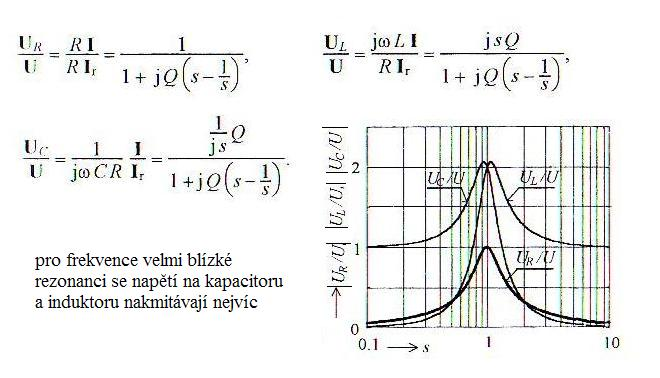 U_R/U = R I/R I_r = 1/(1 + jQ(s − 1/s)),
U_L/U = jωL I/R I_r = jsQ/(1 + jQ(s − 1/s)),
U_C/U = 1/jωCR I/I_r = (1/js)Q/(1 + jQ(s − 1/s)).
pro frekvence velmi blízké
rezonanci se napětí na kapacitoru
a induktoru nakmitávají nejvíc
→ |U_R/U| |U_L/U,| |U_C/U|
2
U_C/U
U_L/U
1
U_R/U
0
0.1 → s 1 10